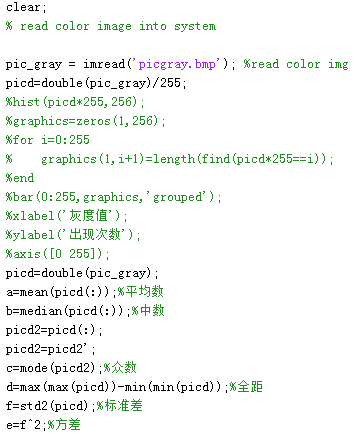 clear;
% read color image into system
pic_gray = imread('picgray.bmp'); %read color img
picd=double(pic_gray)/255;
%hist(picd*255,256);
%graphics=zeros(1,256);
%for i=0:255
%    graphics(1,i+1)=length(find(picd*255==i));
%end
%bar(0:255,graphics,'grouped');
%xlabel('灰度值');
%ylabel('出现次数');
%axis([0 255]);
picd=double(pic_gray);
a=mean(picd(:));%平均数
b=median(picd(:));%中数
picd2=picd(:);
picd2=picd2';
c=mode(picd2);%众数
d=max(max(picd))-min(min(picd));%全距
f=std2(picd);%标准差
e=f^2;%方差